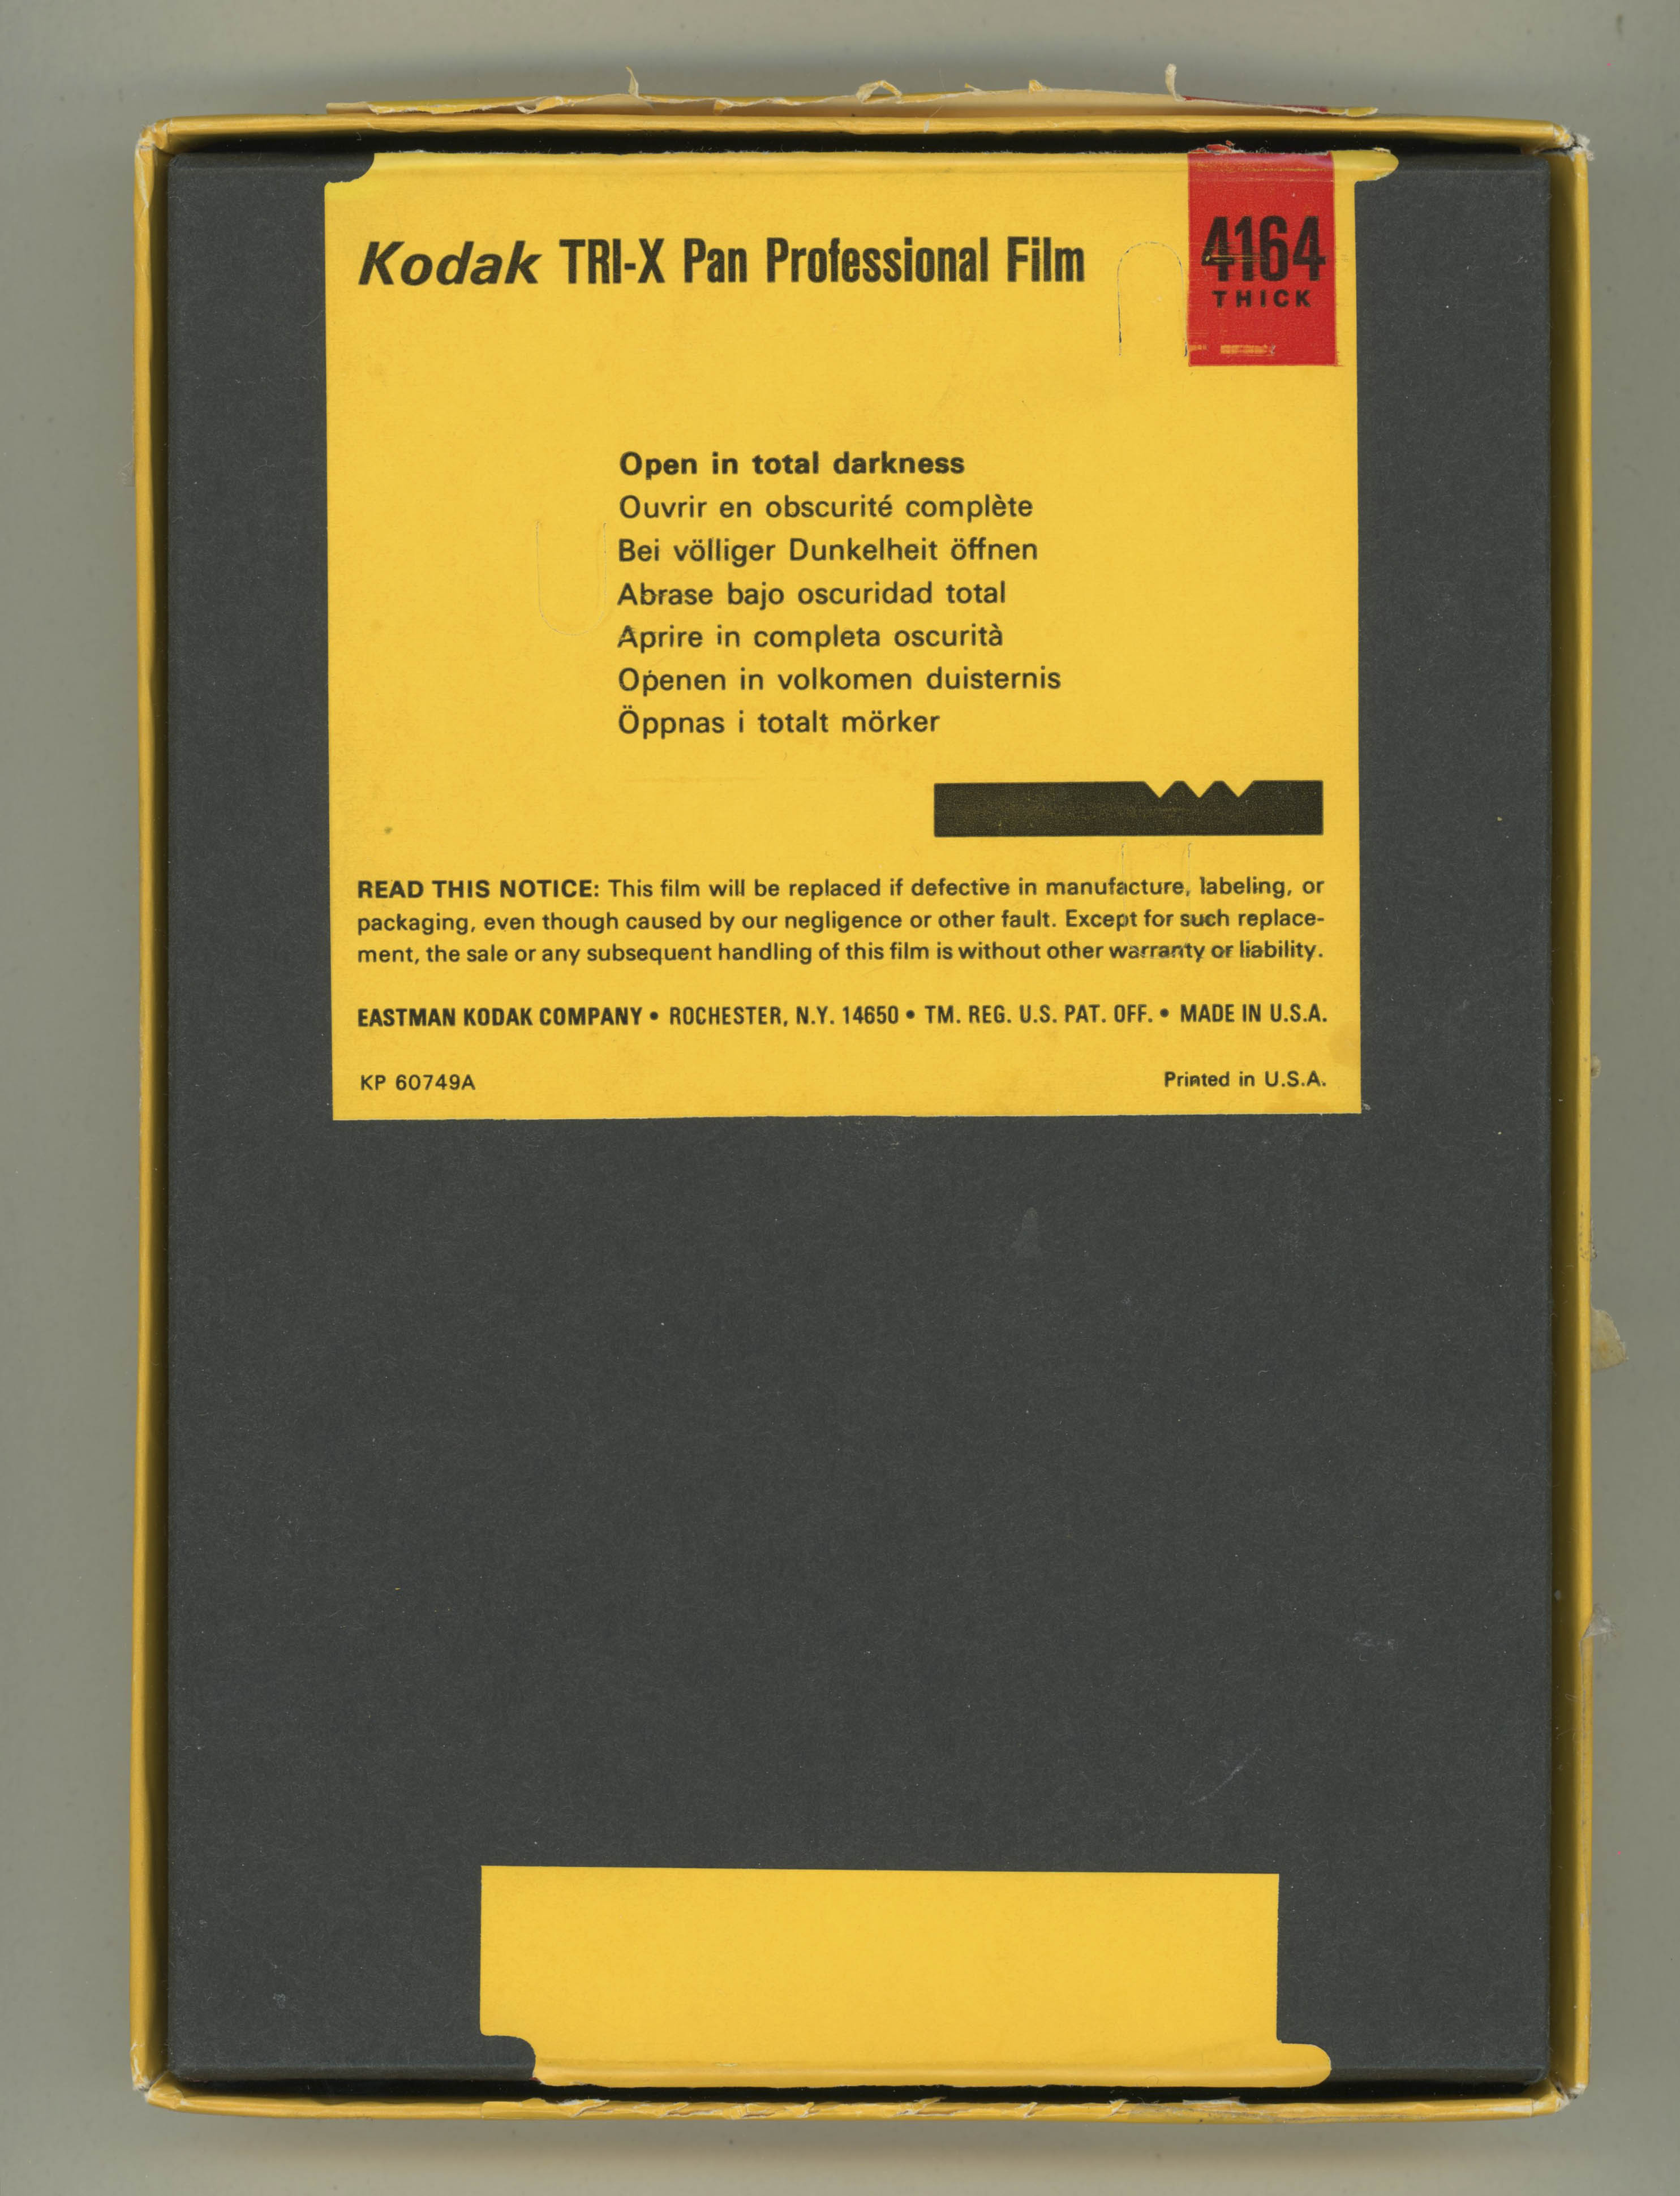 Kodak TRI-X Pan Professional Film
4164
THICK
Open in total darkness
Ouvrir en obscurité complète
Bei völliger Dunkelheit öffnen
Abrase bajo oscuridad total
Aprire in completa oscurità
Openen in volkomen duisternis
Öppnas i totalt mörker
READ THIS NOTICE: This film will be replaced if defective in manufacture, labeling, or
packaging, even though caused by our negligence or other fault. Except for such replace-
ment, the sale or any subsequent handling of this film is without other warranty or liability.
EASTMAN KODAK COMPANY • ROCHESTER, N.Y. 14650 • TM. REG. U.S. PAT. OFF. • MADE IN U.S.A.
KP 60749A
Printed in U.S.A.